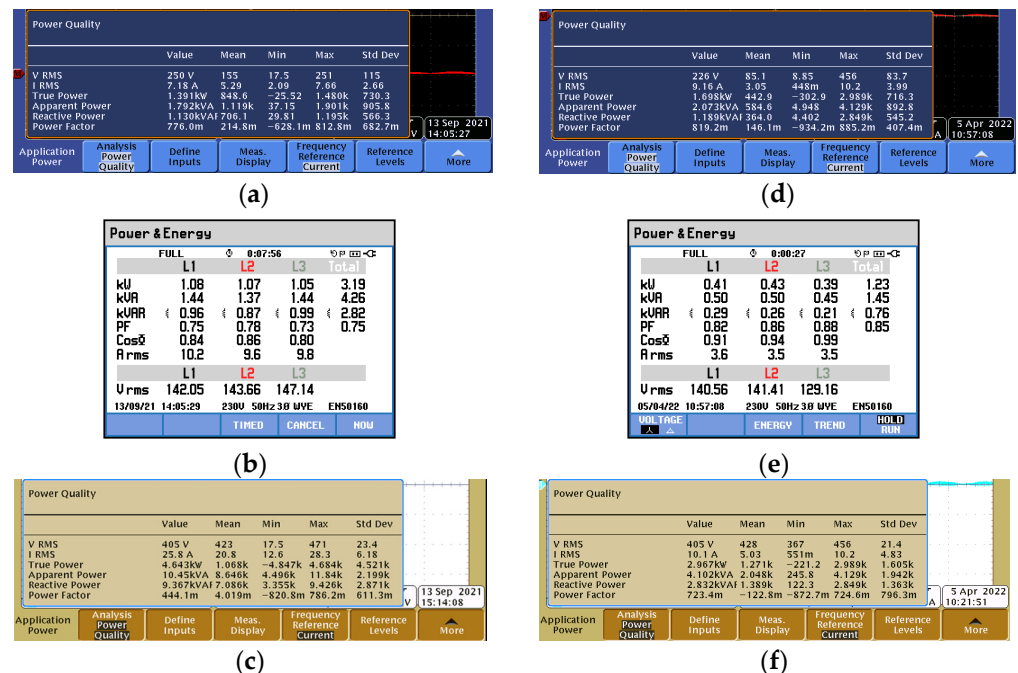 Power Quality
Value Mean Min Max Std Dev
V RMS 250 V 155 17.5 251 115
I RMS 7.18 A 5.29 2.09 7.66 2.66
True Power 1.391kW 848.6 −25.52 1.480k 730.3
Apparent Power 1.792kVA 1.119k 37.15 1.901k 905.8
Reactive Power 1.130kVAr 706.1 29.81 1.195k 566.3
Power Factor 776.0m 214.8m −628.1m 812.8m 682.7m
V
13 Sep 2021
14:05:27
Application Power
Analysis Power Quality
Define Inputs
Meas. Display
Frequency Reference Current
Reference Levels
More
(a)
Power Quality
Value Mean Min Max Std Dev
V RMS 226 V 85.1 8.85 456 83.7
I RMS 9.16 A 3.05 448m 10.2 3.99
True Power 1.698kW 442.9 −302.9 2.989k 716.3
Apparent Power 2.073kVA 584.6 4.948 4.129k 892.8
Reactive Power 1.189kVAr 364.0 4.402 2.849k 545.2
Power Factor 819.2m 146.1m −934.2m 885.2m 407.4m
A
5 Apr 2022
10:57:08
Application Power
Analysis Power Quality
Define Inputs
Meas. Display
Frequency Reference Current
Reference Levels
More
(d)
Power & Energy
FULL 0:07:56
L1 L2 L3 Total
kW 1.08 1.07 1.05 3.19
kVA 1.44 1.37 1.44 4.26
kVAR 0.96 0.87 0.99 2.82
PF 0.75 0.78 0.73 0.75
CosΦ 0.84 0.86 0.80
A rms 10.2 9.6 9.8
L1 L2 L3
V rms 142.05 143.66 147.14
13/09/21 14:05:29 230V 50Hz 3Ø WYE EN50160
TIMED CANCEL NOW
(b)
Power & Energy
FULL 0:00:27
L1 L2 L3 Total
kW 0.41 0.43 0.39 1.23
kVA 0.50 0.50 0.45 1.45
kVAR 0.29 0.26 0.21 0.76
PF 0.82 0.86 0.88 0.85
CosΦ 0.91 0.94 0.99
A rms 3.6 3.5 3.5
L1 L2 L3
V rms 140.56 141.41 129.16
05/04/22 10:57:08 230V 50Hz 3Ø WYE EN50160
VOLTAGE ENERGY TREND HOLD RUN
(e)
Power Quality
Value Mean Min Max Std Dev
V RMS 405 V 423 17.5 471 23.4
I RMS 25.8 A 20.8 12.6 28.3 6.18
True Power 4.643kW 1.068k −4.847k 4.684k 4.521k
Apparent Power 10.45kVA 8.646k 4.496k 11.84k 2.199k
Reactive Power 9.367kVAr 7.086k 3.355k 9.426k 2.871k
Power Factor 444.1m 4.019m −820.8m 786.2m 611.3m
V
13 Sep 2021
15:14:08
Application Power
Analysis Power Quality
Define Inputs
Meas. Display
Frequency Reference Current
Reference Levels
More
(c)
Power Quality
Value Mean Min Max Std Dev
V RMS 405 V 428 367 456 21.4
I RMS 10.1 A 5.03 551m 10.2 4.83
True Power 2.967kW 1.271k −221.2 2.989k 1.605k
Apparent Power 4.102kVA 2.048k 245.8 4.129k 1.942k
Reactive Power 2.832kVAr 1.389k 122.3 2.849k 1.363k
Power Factor 723.4m −122.8m −872.7m 724.6m 796.3m
A
5 Apr 2022
10:21:51
Application Power
Analysis Power Quality
Define Inputs
Meas. Display
Frequency Reference Current
Reference Levels
More
(f)